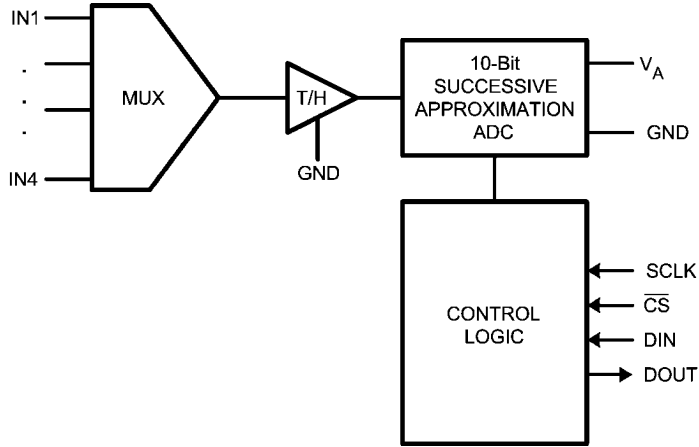 IN1
.
.
.
IN4
MUX
T/H
GND
10-Bit
SUCCESSIVE
APPROXIMATION
ADC
VA
GND
CONTROL
LOGIC
SCLK
CS
DIN
DOUT